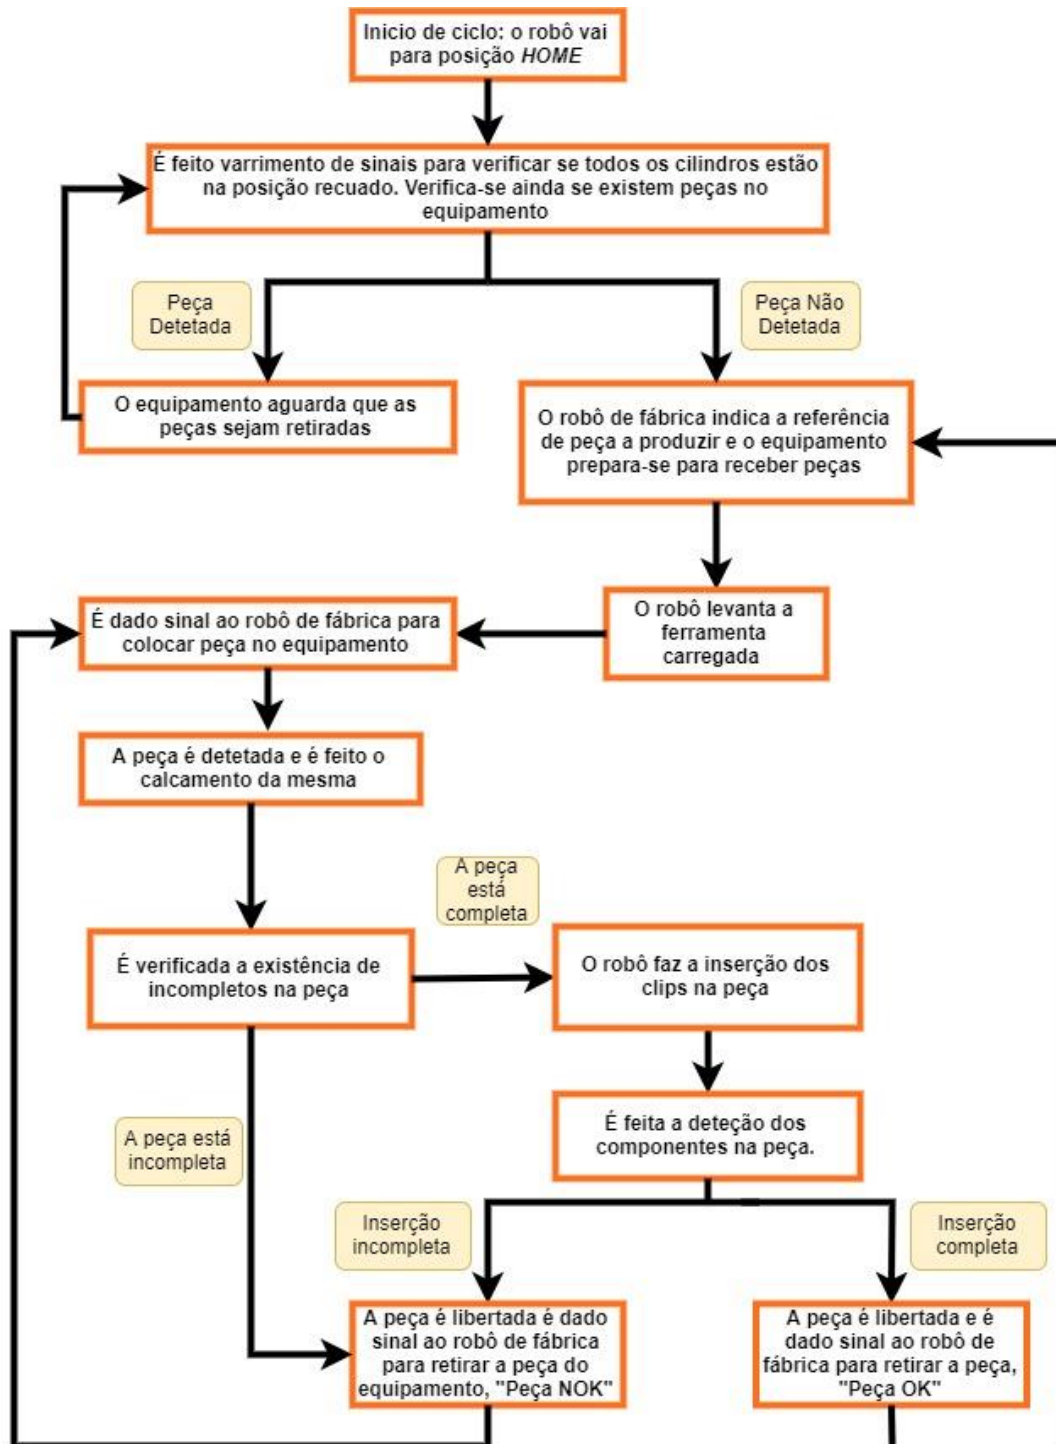 Inicio de ciclo: o robô vai
para posição HOME
É feito varrimento de sinais para verificar se todos os cilindros estão
na posição recuado. Verifica-se ainda se existem peças no
equipamento
Peça
Detetada
Peça Não
Detetada
O equipamento aguarda que as
peças sejam retiradas
O robô de fábrica indica a referência
de peça a produzir e o equipamento
prepara-se para receber peças
É dado sinal ao robô de fábrica para
colocar peça no equipamento
O robô levanta a
ferramenta
carregada
A peça é detetada e é feito o
calcamento da mesma
A peça
está
completa
É verificada a existência de
incompletos na peça
O robô faz a inserção dos
clips na peça
É feita a deteção dos
componentes na peça.
A peça está
incompleta
Inserção
incompleta
Inserção
completa
A peça é libertada é dado
sinal ao robô de fábrica
para retirar a peça do
equipamento, "Peça NOK"
A peça é libertada e é
dado sinal ao robô de
fábrica para retirar a peça,
"Peça OK"